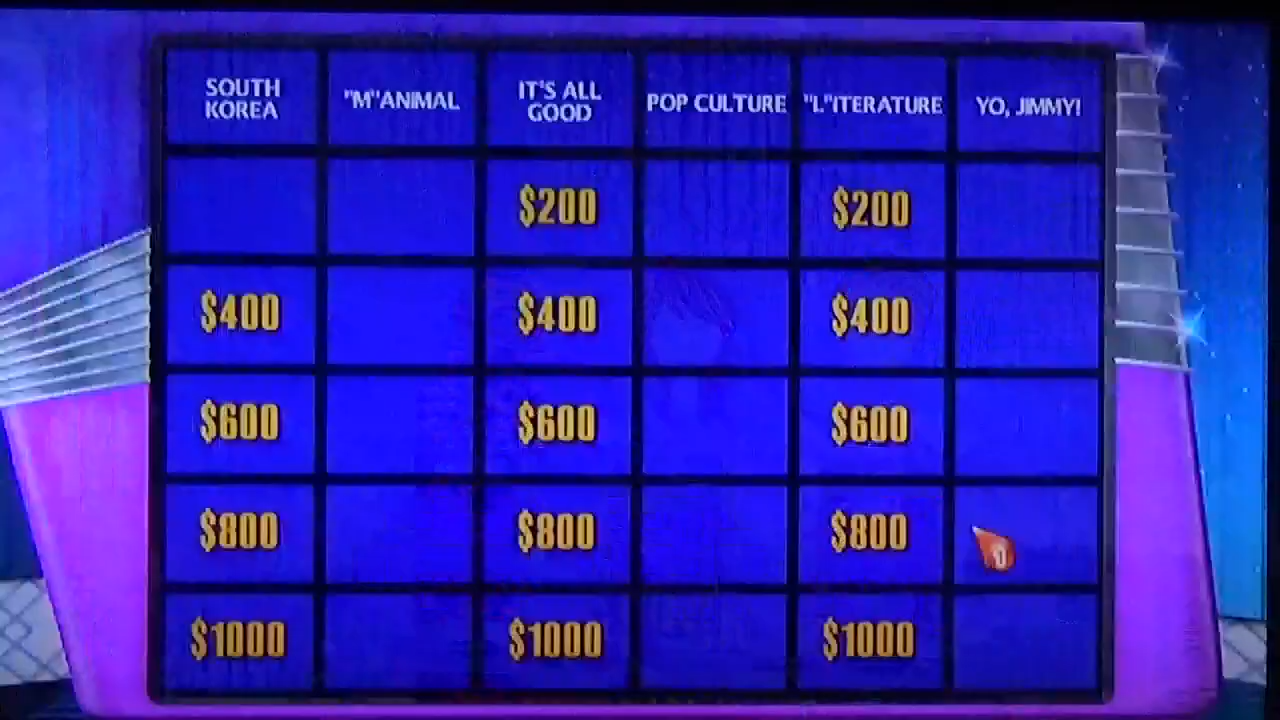 SOUTH
KOREA
"M"ANIMAL
IT'S ALL
GOOD
POP CULTURE
"L"ITERATURE
YO, JIMMY!
$200
$200
$400
$400
$400
$600
$600
$600
$800
$800
$800
1
$1000
$1000
$1000